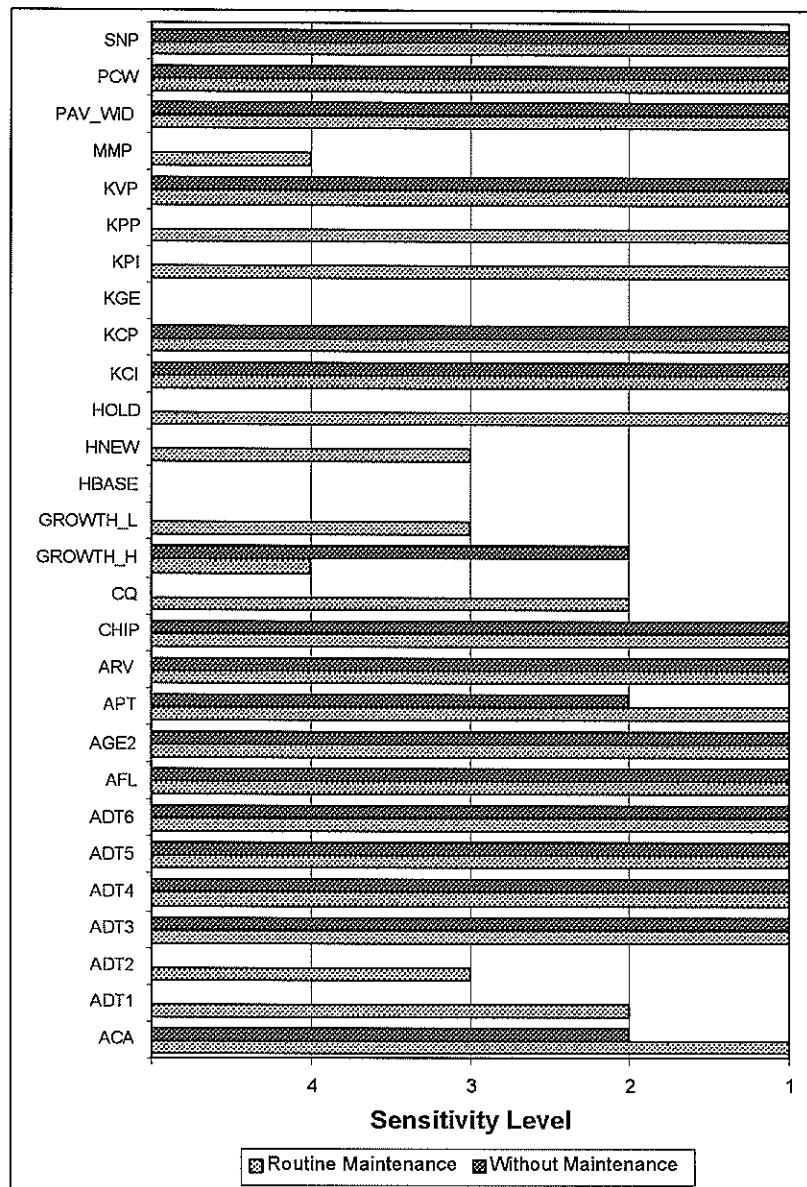 SNP
PCW
PAV_WID
MMP
KVP
KPP
KPI
KGE
KCP
KCI
HOLD
HNEW
HBASE
GROWTH_L
GROWTH_H
CQ
CHIP
ARV
APT
AGE2
AFL
ADT6
ADT5
ADT4
ADT3
ADT2
ADT1
ACA
4 3 2 1
Sensitivity Level
Routine Maintenance Without Maintenance